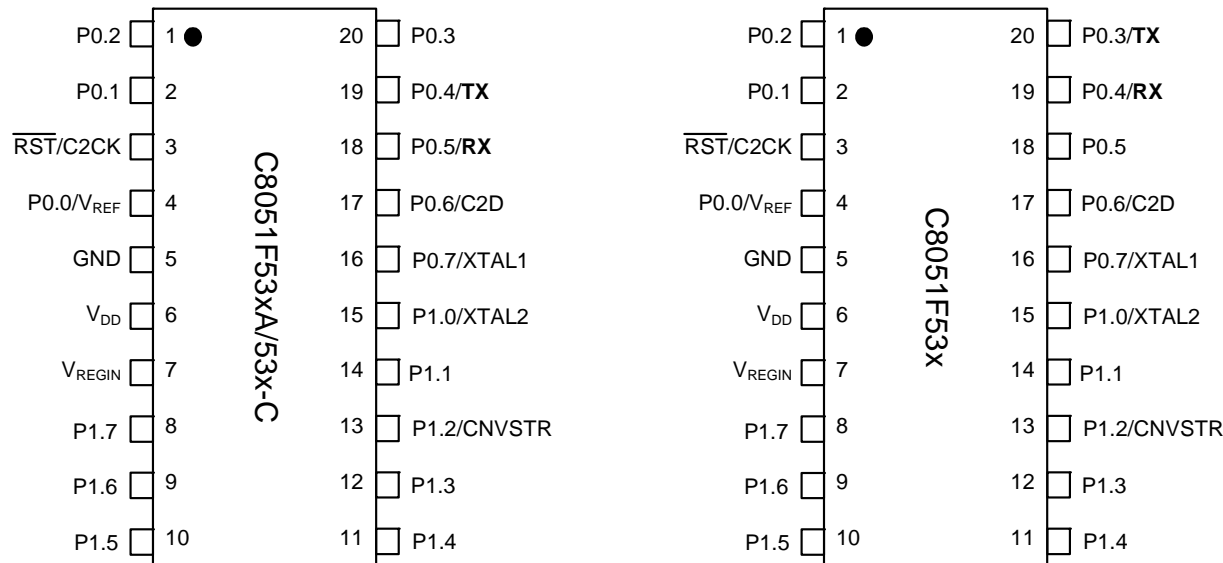 P0.2 1 20 P0.3
P0.1 2 19 P0.4/TX
RST/C2CK 3 18 P0.5/RX
P0.0/VREF 4 17 P0.6/C2D
GND 5 16 P0.7/XTAL1
VDD 6 15 P1.0/XTAL2
VREGIN 7 14 P1.1
P1.7 8 13 P1.2/CNVSTR
P1.6 9 12 P1.3
P1.5 10 11 P1.4
C8051F53xA/53x-C
P0.2 1 20 P0.3/TX
P0.1 2 19 P0.4/RX
RST/C2CK 3 18 P0.5
P0.0/VREF 4 17 P0.6/C2D
GND 5 16 P0.7/XTAL1
VDD 6 15 P1.0/XTAL2
VREGIN 7 14 P1.1
P1.7 8 13 P1.2/CNVSTR
P1.6 9 12 P1.3
P1.5 10 11 P1.4
C8051F53x